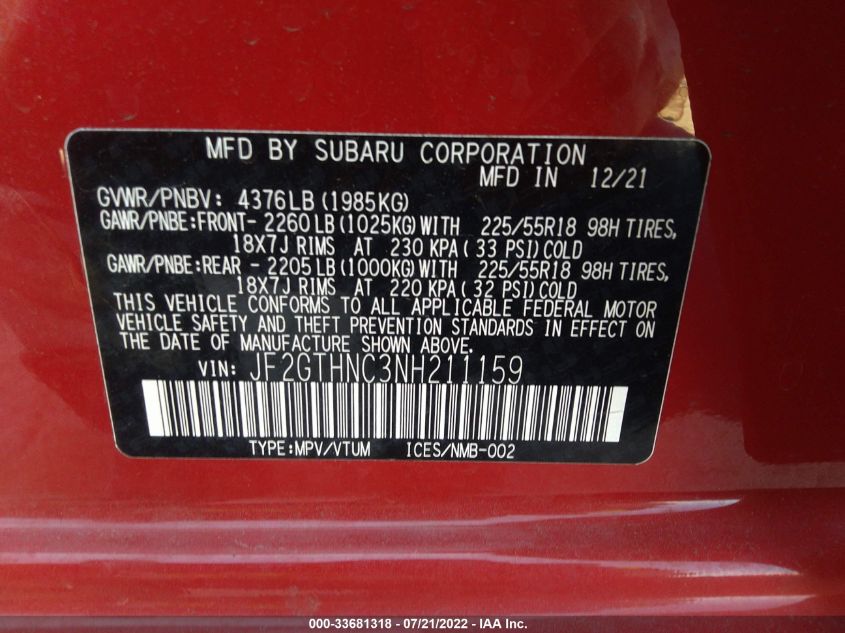 MFD BY SUBARU CORPORATION
MFD IN 12/21
GVWR/PNBV: 4376LB (1985KG)
GAWR/PNBE:FRONT- 2260LB (1025KG) WITH 225/55R18 98H TIRES,
18X7J RIMS AT 230 KPA ( 33 PSI) COLD
GAWR/PNBE:REAR - 2205LB (1000KG) WITH 225/55R18 98H TIRES,
18X7J RIMS AT 220 KPA ( 32 PSI) COLD
THIS VEHICLE CONFORMS TO ALL APPLICABLE FEDERAL MOTOR
VEHICLE SAFETY AND THEFT PREVENTION STANDARDS IN EFFECT ON
THE DATE OF MANUFACTURE SHOWN ABOVE.
VIN: JF2GTHNC3NH211159
TYPE:MPV/VTUM ICES/NMB-002
000-33681318 - 07/21/2022 - IAA Inc.